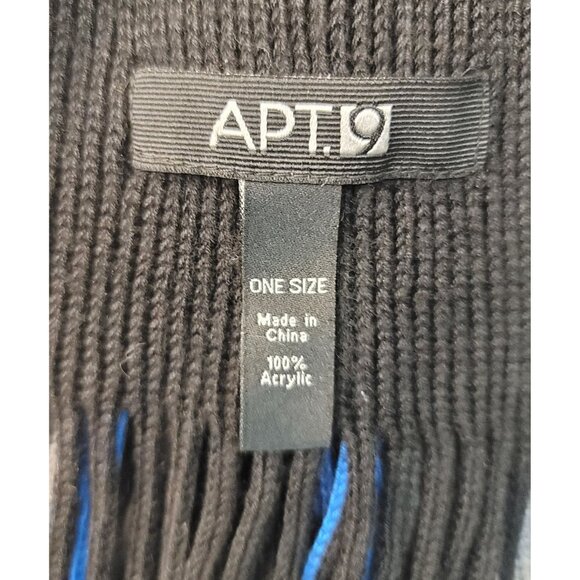 APT.9
ONE SIZE
Made in
China
100%
Acrylic